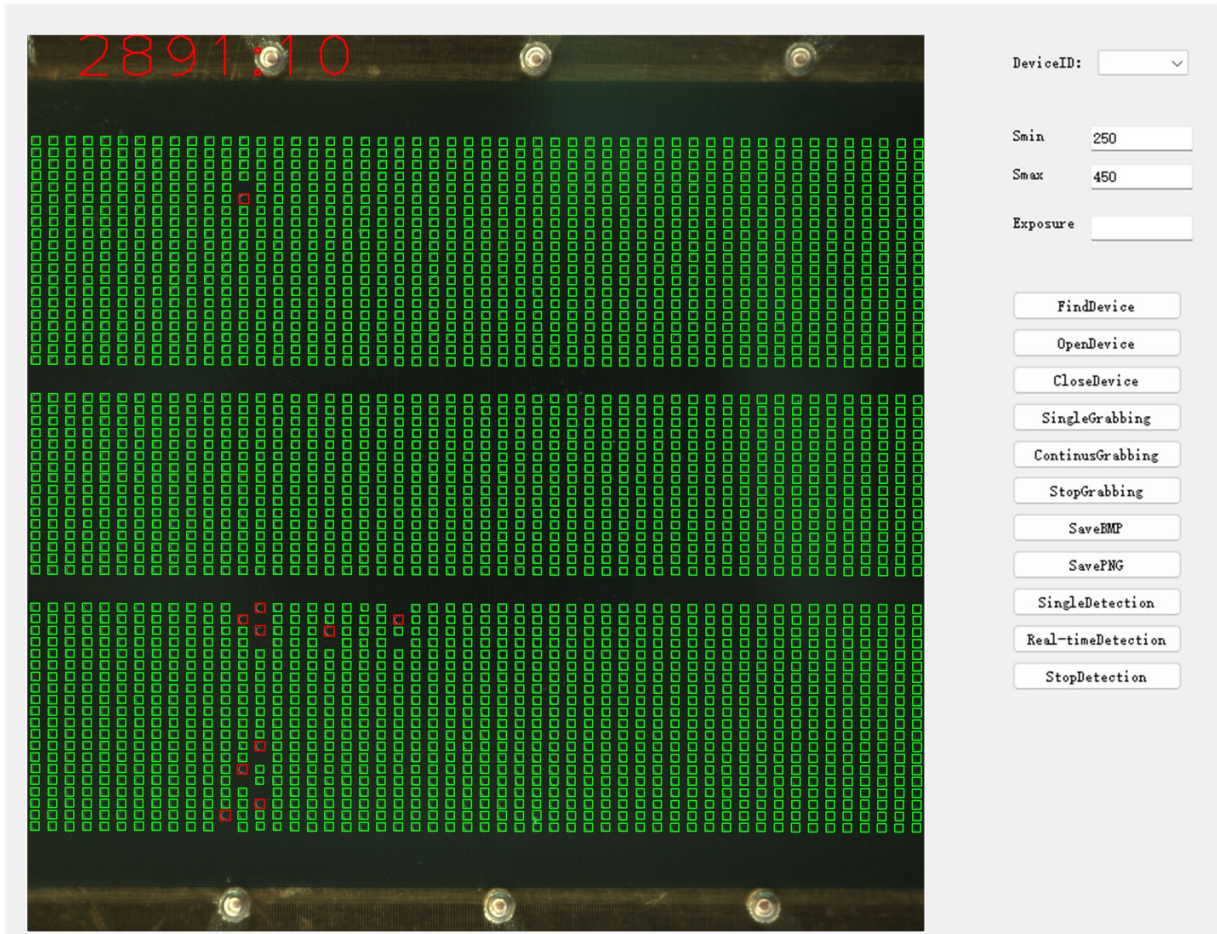 2891:10
DeviceID:
Smin 250
Smax 450
Exposure
FindDevice
OpenDevice
CloseDevice
SingleGrabbing
ContinusGrabbing
StopGrabbing
SaveBMP
SavePNG
SingleDetection
Real-timeDetection
StopDetection